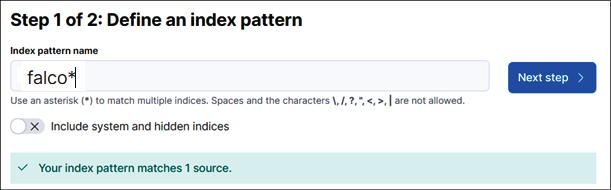 Step 1 of 2: Define an index pattern
Index pattern name
falco*
Next step
Use an asterisk (*) to match multiple indices. Spaces and the characters \, /, ?, ", <, >, | are not allowed.
Include system and hidden indices
Your index pattern matches 1 source.